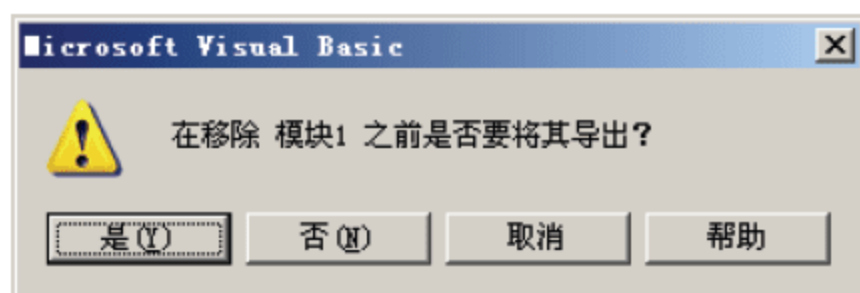 Microsoft Visual Basic
在移除 模块1 之前是否要将其导出？
是(Y)
否(N)
取消
帮助